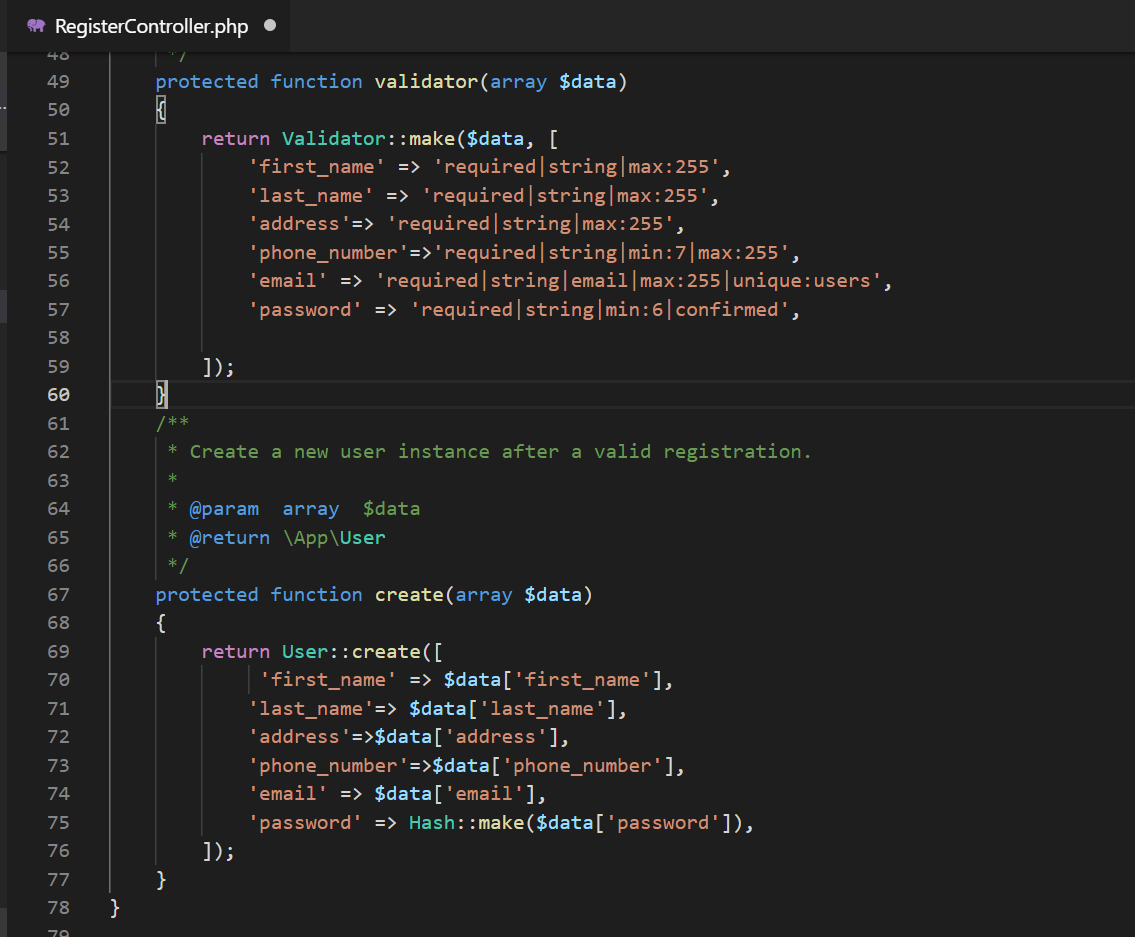 RegisterController.php
48 */
49 protected function validator(array $data)
50 {
51 return Validator::make($data, [
52 'first_name' => 'required|string|max:255',
53 'last_name' => 'required|string|max:255',
54 'address'=> 'required|string|max:255',
55 'phone_number'=>'required|string|min:7|max:255',
56 'email' => 'required|string|email|max:255|unique:users',
57 'password' => 'required|string|min:6|confirmed',
58
59 ]);
60 }
61 /**
62 * Create a new user instance after a valid registration.
63 *
64 * @param  array  $data
65 * @return \App\User
66 */
67 protected function create(array $data)
68 {
69 return User::create([
70 'first_name' => $data['first_name'],
71 'last_name'=> $data['last_name'],
72 'address'=>$data['address'],
73 'phone_number'=>$data['phone_number'],
74 'email' => $data['email'],
75 'password' => Hash::make($data['password']),
76 ]);
77 }
78 }
79